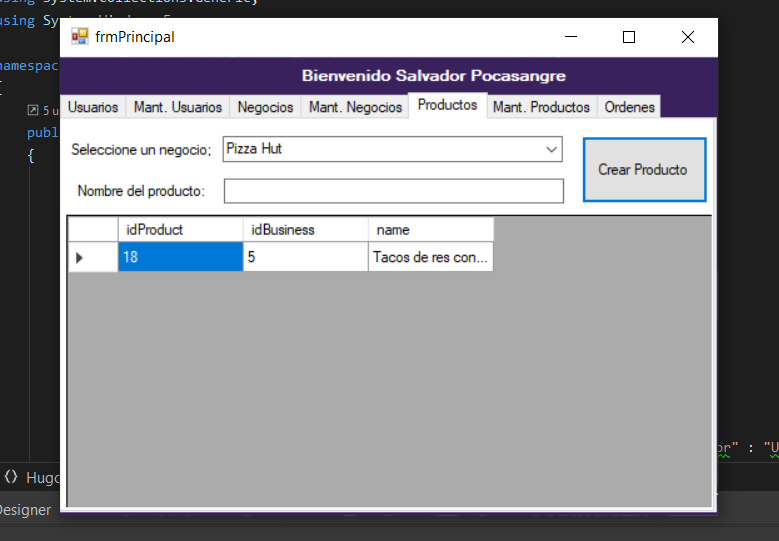 using System.Collections.Generic;
using Sy
frmPrincipal
namespac
{
Bienvenido Salvador Pocasangre
Usuarios Mant. Usuarios Negocios Mant. Negocios Productos Mant. Productos Ordenes
5 u
publ
{
Seleccione un negocio; Pizza Hut
Crear Producto
Nombre del producto:
idProduct idBusiness name
18 5 Tacos de res con...
or" : "U
Hugo
Designer